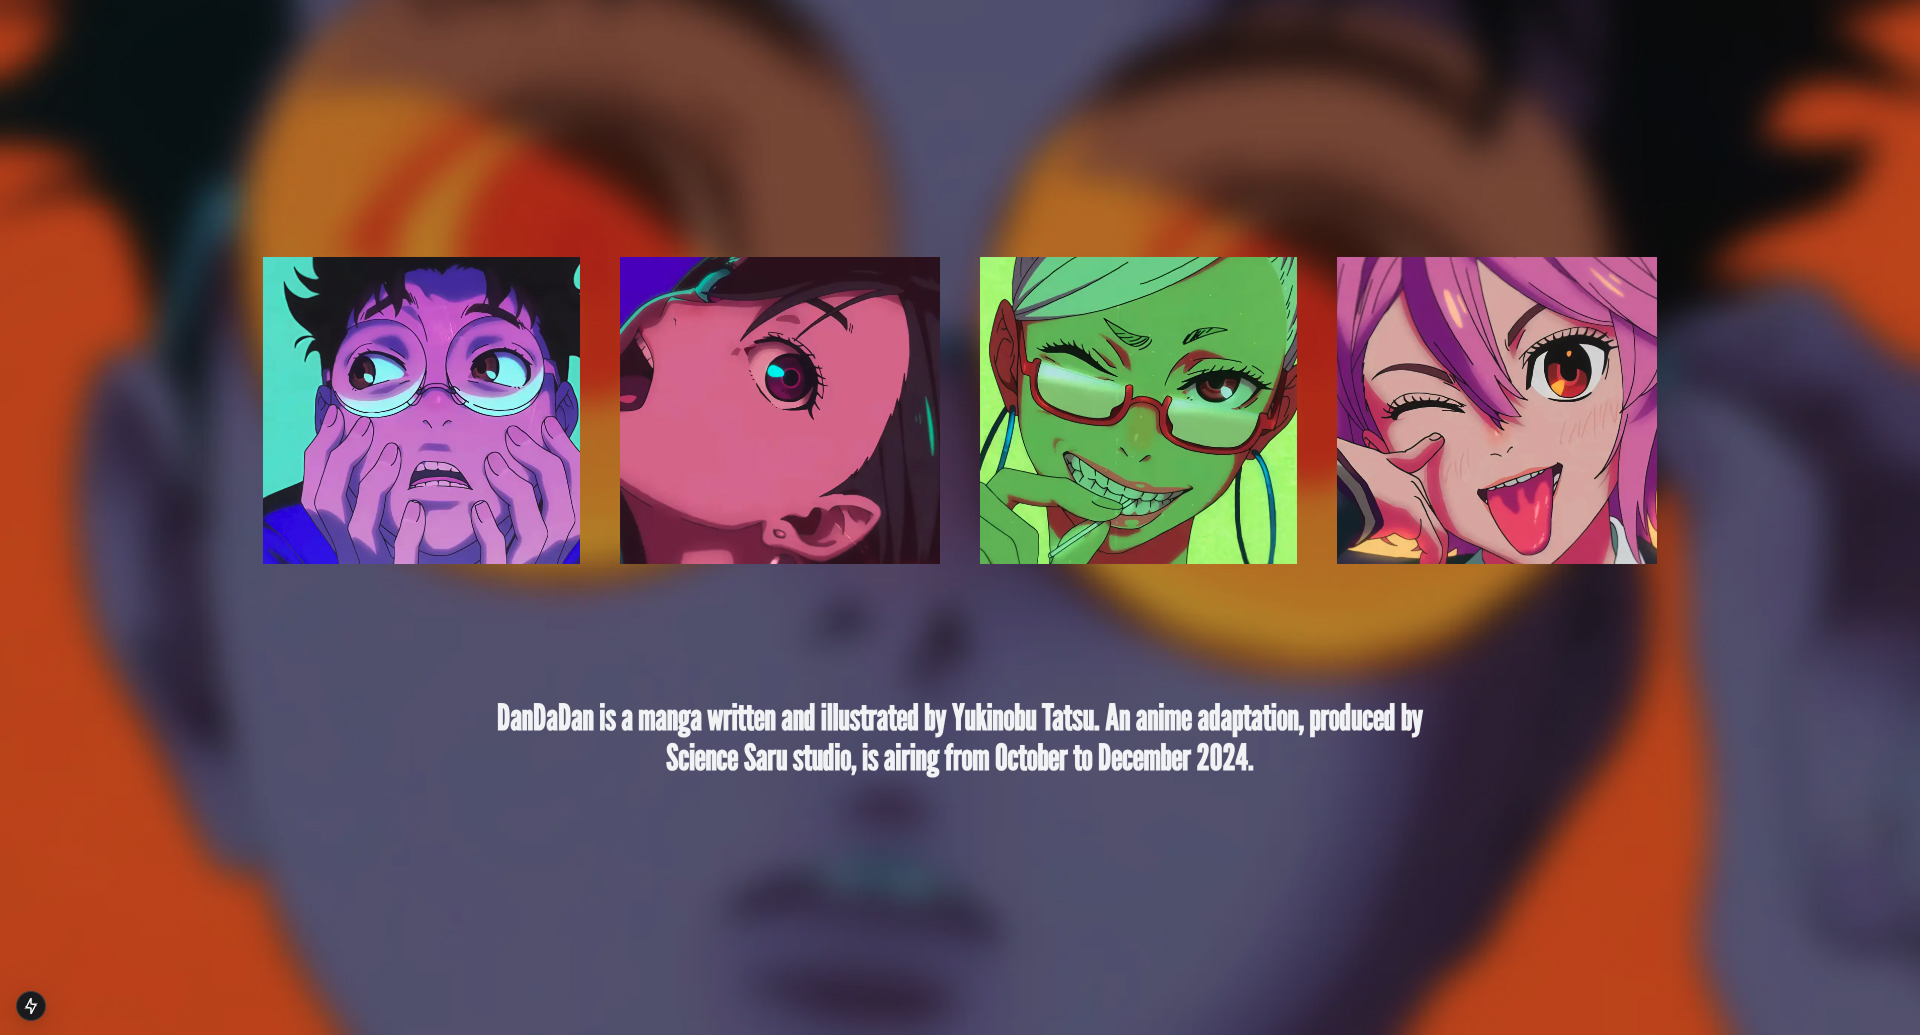 DanDaDan is a manga written and illustrated by Yukinobu Tatsu. An anime adaptation, produced by
Science Saru studio, is airing from October to December 2024.